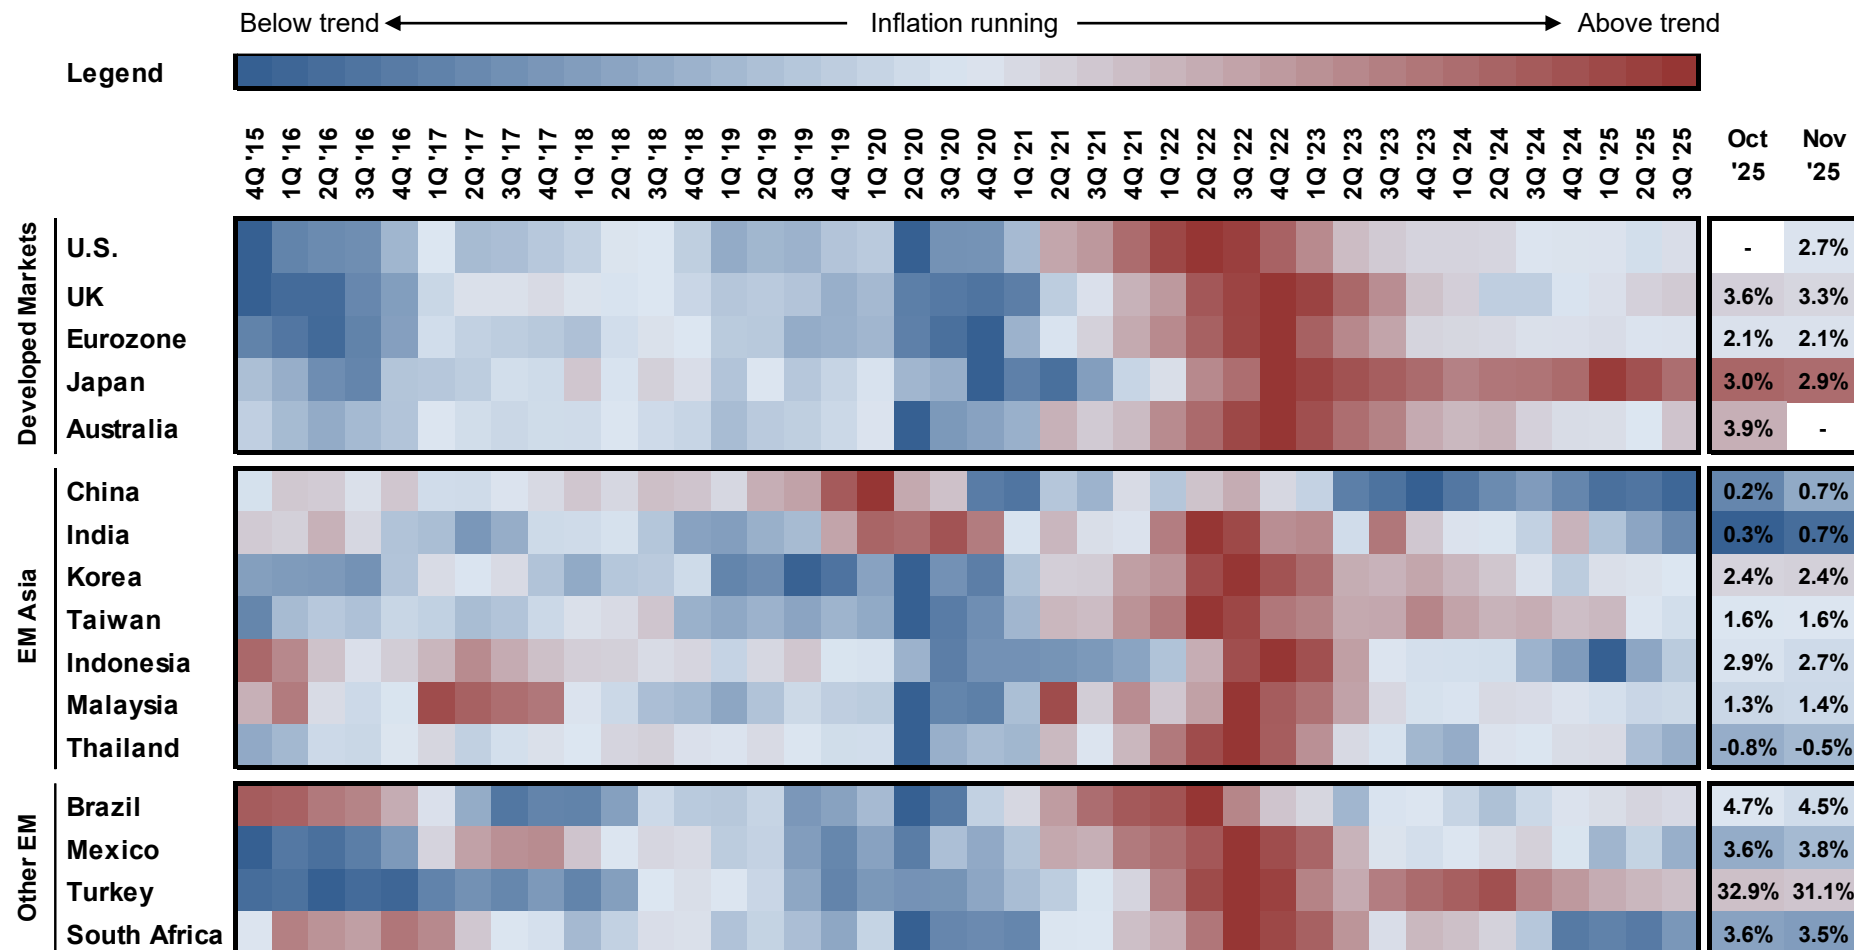 Below trend Inflation running Above trend
Legend
4Q '15 1Q '16 2Q '16 3Q '16 4Q '16 1Q '17 2Q '17 3Q '17 4Q '17 1Q '18 2Q '18 3Q '18 4Q '18 1Q '19 2Q '19 3Q '19 4Q '19 1Q '20 2Q '20 3Q '20 4Q '20 1Q '21 2Q '21 3Q '21 4Q '21 1Q '22 2Q '22 3Q '22 4Q '22 1Q '23 2Q '23 3Q '23 4Q '23 1Q '24 2Q '24 3Q '24 4Q '24 1Q '25 2Q '25 3Q '25 Oct '25 Nov '25
Developed Markets
U.S. - 2.7%
UK 3.6% 3.3%
Eurozone 2.1% 2.1%
Japan 3.0% 2.9%
Australia 3.9% -
EM Asia
China 0.2% 0.7%
India 0.3% 0.7%
Korea 2.4% 2.4%
Taiwan 1.6% 1.6%
Indonesia 2.9% 2.7%
Malaysia 1.3% 1.4%
Thailand -0.8% -0.5%
Other EM
Brazil 4.7% 4.5%
Mexico 3.6% 3.8%
Turkey 32.9% 31.1%
South Africa 3.6% 3.5%